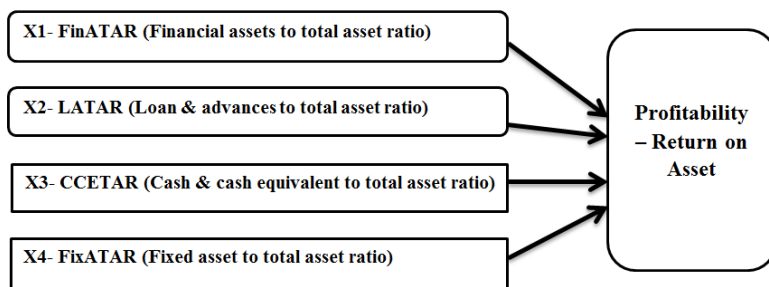 X1- FinATAR (Financial assets to total asset ratio)
X2- LATAR (Loan & advances to total asset ratio)
X3- CCETAR (Cash & cash equivalent to total asset ratio)
X4- FixATAR (Fixed asset to total asset ratio)
Profitability
– Return on
Asset